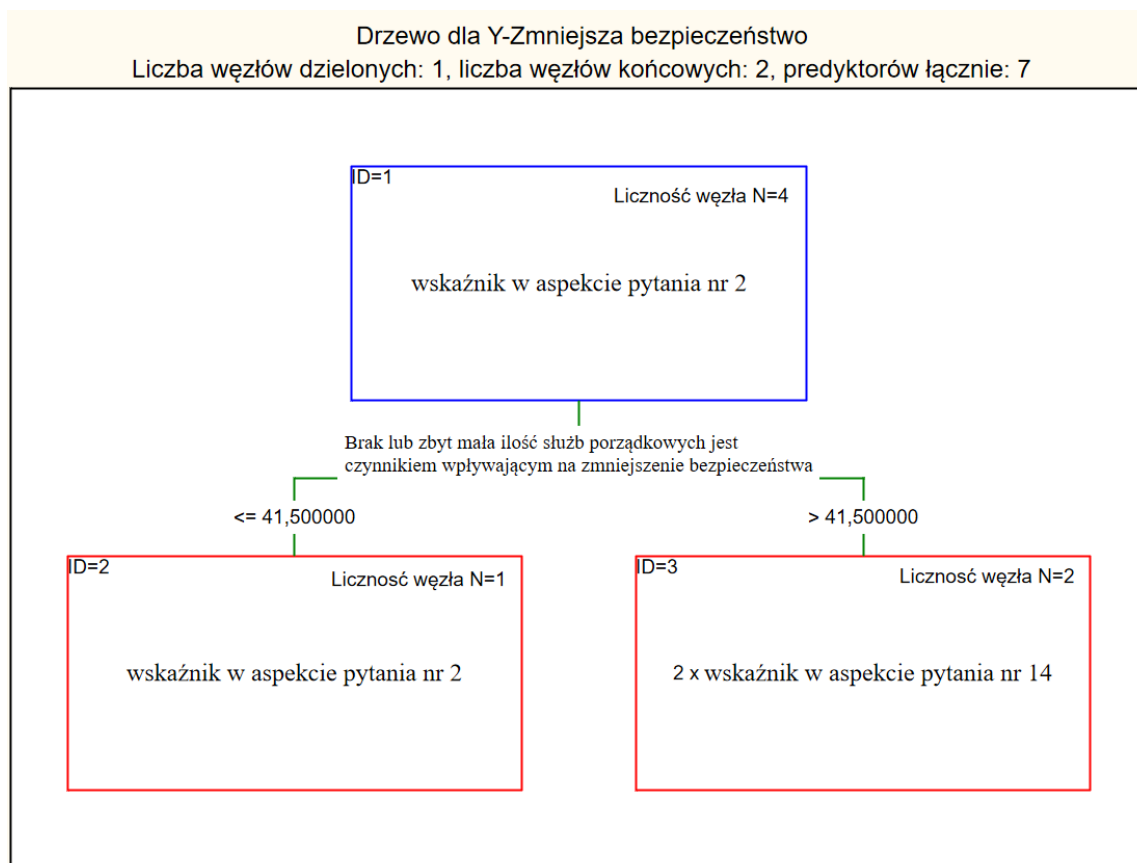 Drzewo dla Y-Zmniejsza bezpieczeństwo
Liczba węzłów dzielonych: 1, liczba węzłów końcowych: 2, predyktorów łącznie: 7
ID=1
Liczność węzła N=4
wskaźnik w aspekcie pytania nr 2
Brak lub zbyt mała ilość służb porządkowych jest
czynnikiem wpływającym na zmniejszenie bezpieczeństwa
<= 41,500000
> 41,500000
ID=2
Licznosć węzła N=1
wskaźnik w aspekcie pytania nr 2
ID=3
Licznosć węzła N=2
2 x wskaźnik w aspekcie pytania nr 14